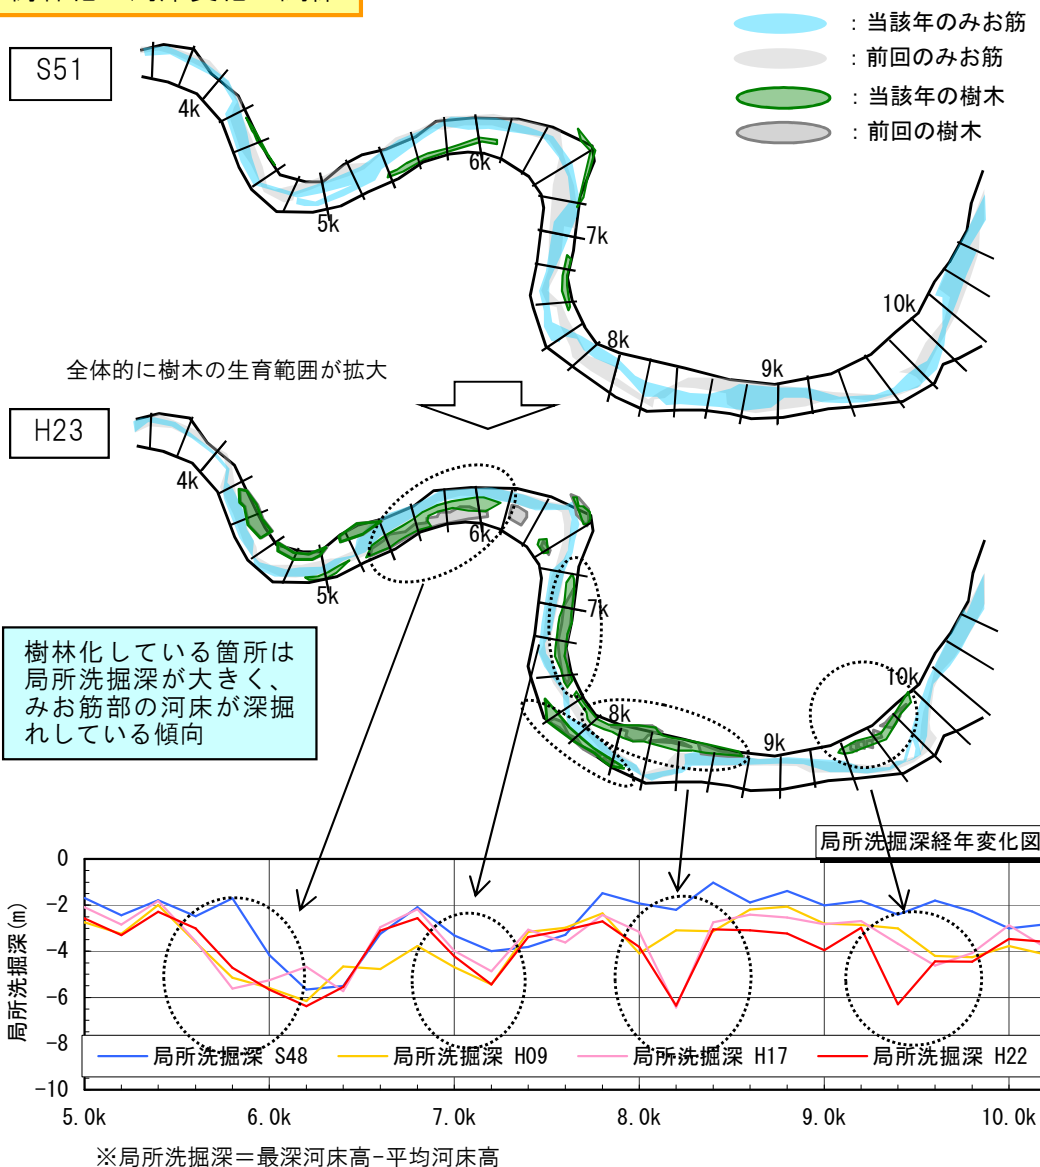 S51
：当該年のみお筋
：前回のみお筋
：当該年の樹木
：前回の樹木
4k
5k
6k
7k
8k
9k
10k
全体的に樹木の生育範囲が拡大
H23
4k
5k
6k
7k
8k
9k
10k
樹林化している箇所は
局所洗掘深が大きく、
みお筋部の河床が深掘
れしている傾向
局所洗掘深経年変化図
局所洗掘深(m)
0
-2
-4
-6
-8
-10
局所洗掘深 S48
局所洗掘深 H09
局所洗掘深 H17
局所洗掘深 H22
5.0k
6.0k
7.0k
8.0k
9.0k
10.0k
※局所洗掘深＝最深河床高-平均河床高